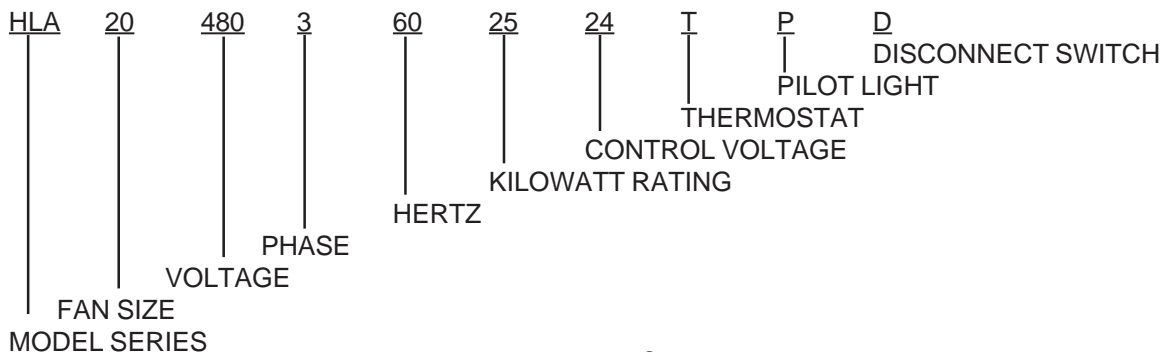 HLA 20 480 3 60 25 24 T P D
DISCONNECT SWITCH
PILOT LIGHT
THERMOSTAT
CONTROL VOLTAGE
KILOWATT RATING
HERTZ
PHASE
VOLTAGE
FAN SIZE
MODEL SERIES